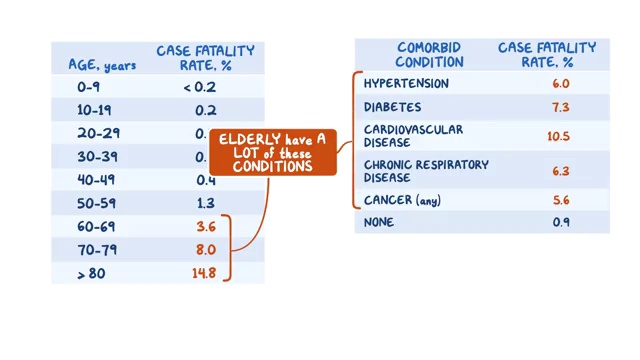 AGE, years CASE FATALITY RATE, %
0-9 < 0.2
10-19 0.2
20-29 0.
30-39 0.
40-49 0.4
50-59 1.3
60-69 3.6
70-79 8.0
> 80 14.8
ELDERLY have A
LOT of these
CONDITIONS
COMORBID CONDITION CASE FATALITY RATE, %
HYPERTENSION 6.0
DIABETES 7.3
CARDIOVASCULAR DISEASE 10.5
CHRONIC RESPIRATORY DISEASE 6.3
CANCER (any) 5.6
NONE 0.9